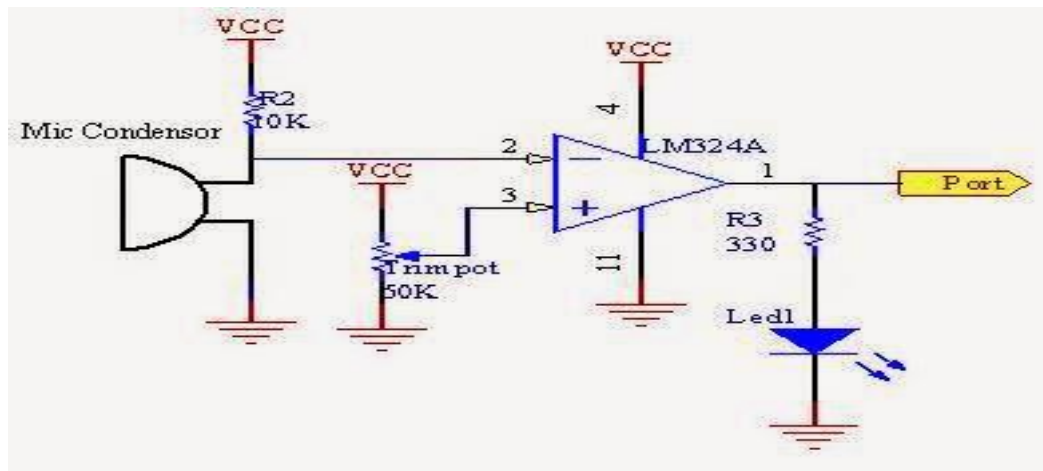 VCC
R2
10K
Mic Condensor
VCC
4
LM324A
2
VCC
3
1
Port
Trimpot
50K
11
R3
330
Led1